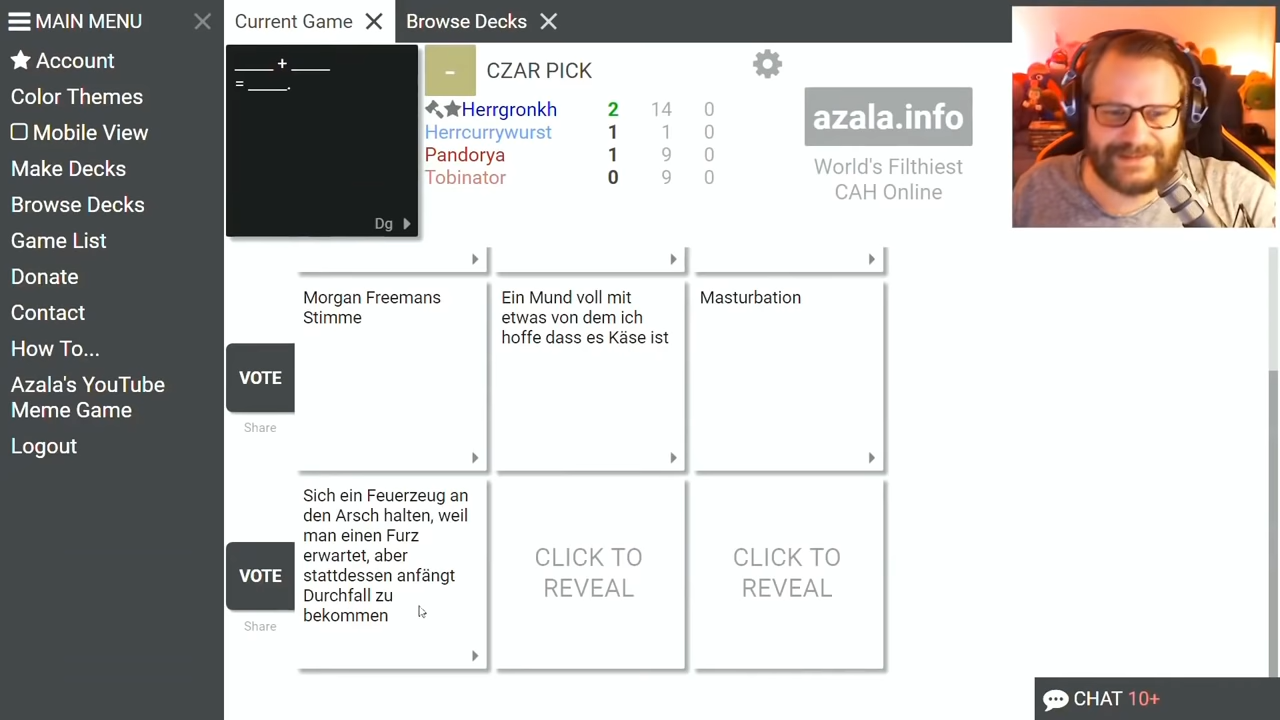 MAIN MENU
Account
Color Themes
Mobile View
Make Decks
Browse Decks
Game List
Donate
Contact
How To...
Azala's YouTube
Meme Game
Logout
Current Game
Browse Decks
____ + ____
= ____.
Dg
-
CZAR PICK
Herrgronkh 2 14 0
Herrcurrywurst 1 1 0
Pandorya 1 9 0
Tobinator 0 9 0
azala.info
World's Filthiest
CAH Online
VOTE
Share
Morgan Freemans
Stimme
Ein Mund voll mit
etwas von dem ich
hoffe dass es Käse ist
Masturbation
VOTE
Share
Sich ein Feuerzeug an
den Arsch halten, weil
man einen Furz
erwartet, aber
stattdessen anfängt
Durchfall zu
bekommen
CLICK TO
REVEAL
CLICK TO
REVEAL
CHAT 10+